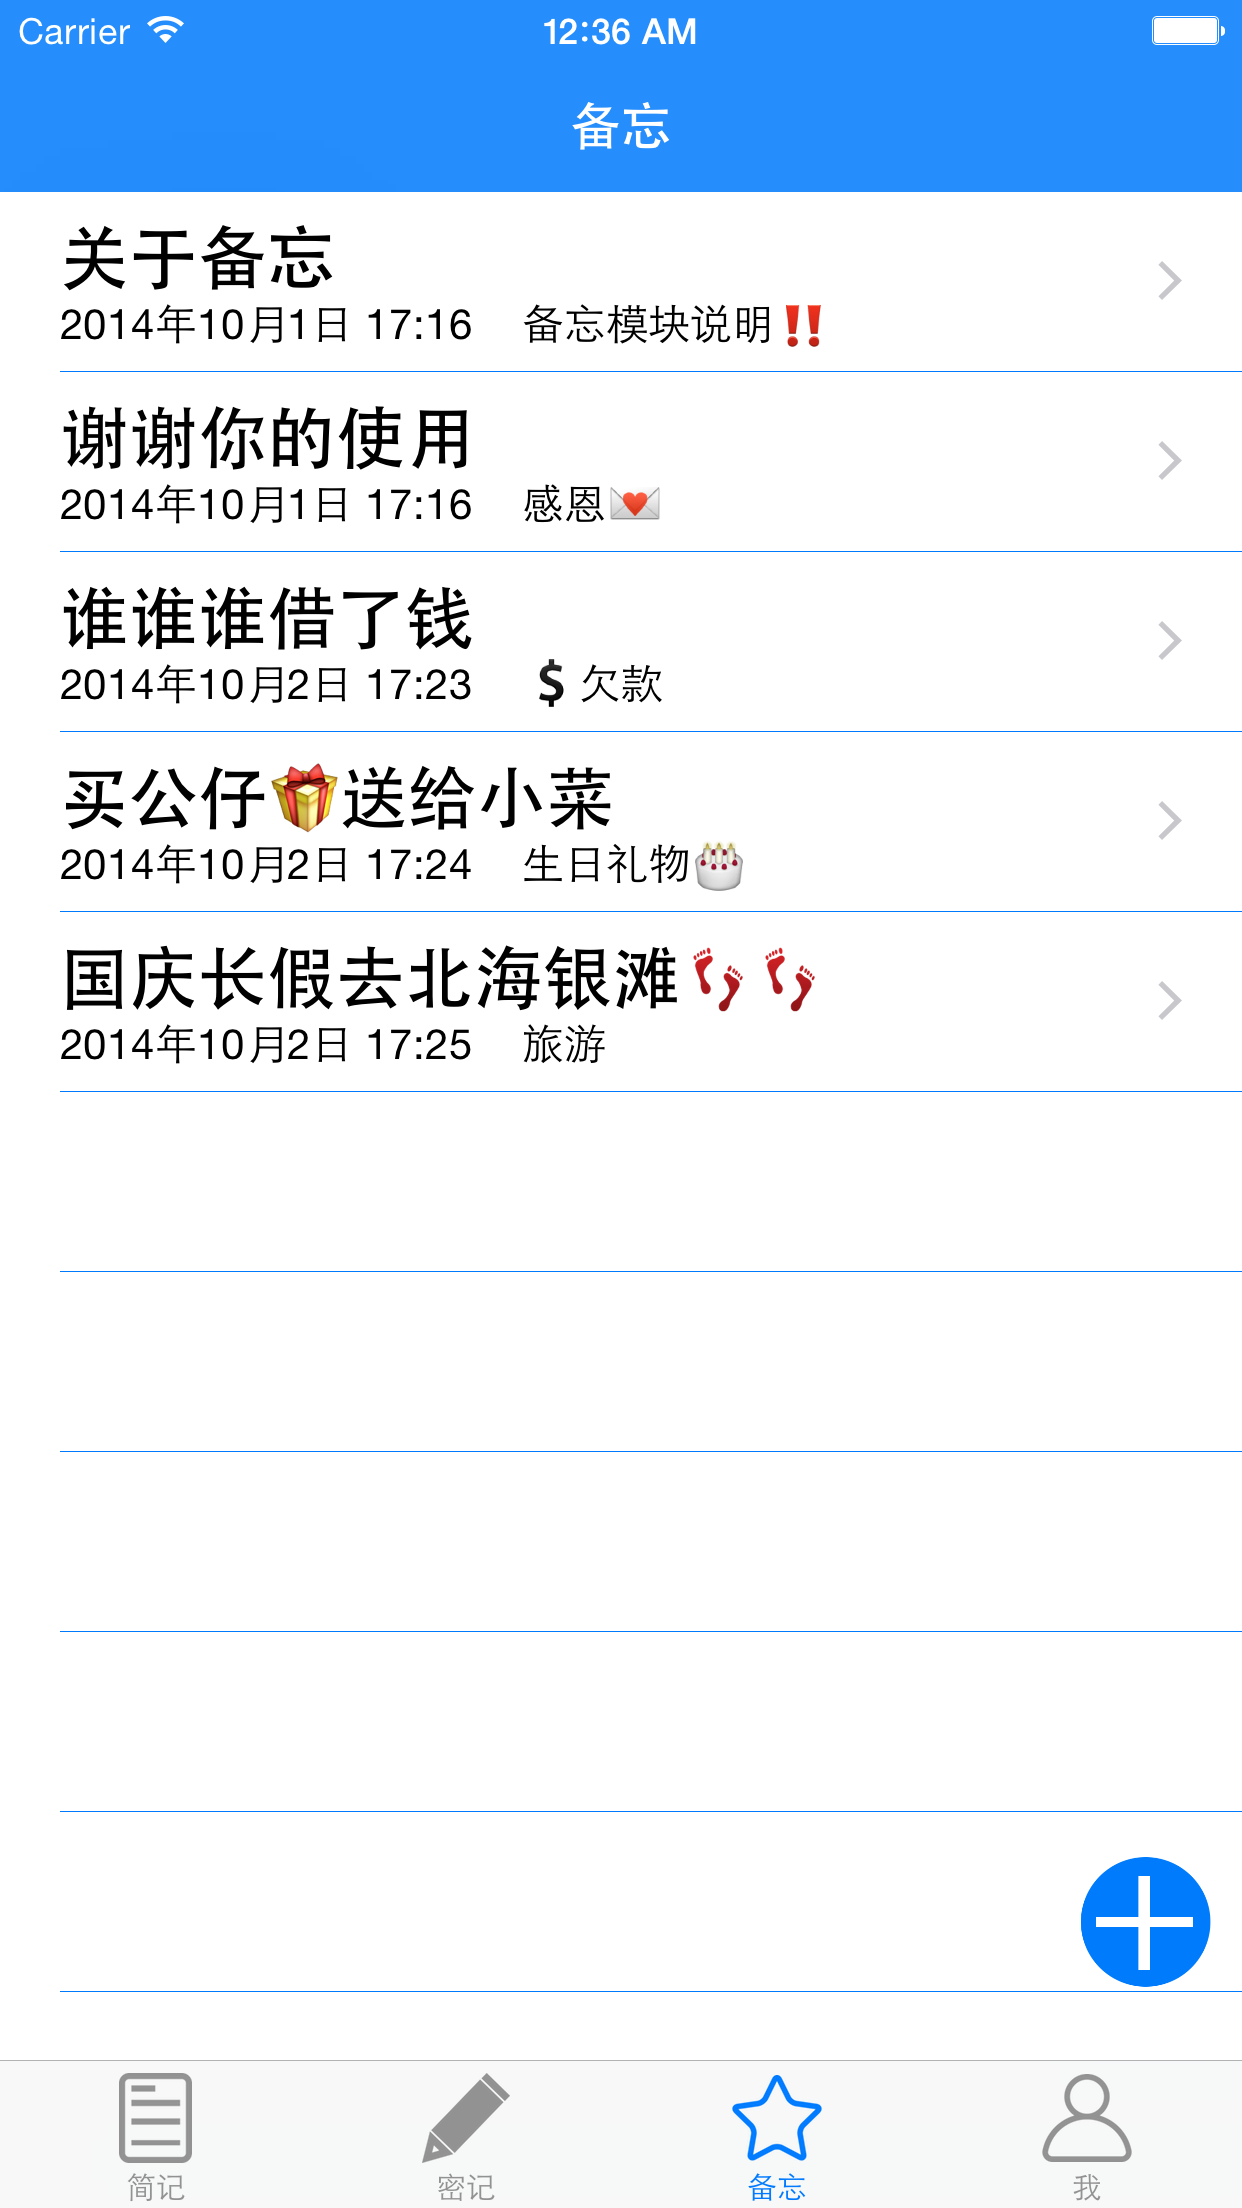 Carrier 12:36 AM
备忘
关于备忘
2014年10月1日 17:16 备忘模块说明‼️
谢谢你的使用
2014年10月1日 17:16 感恩💌
谁谁谁借了钱
2014年10月2日 17:23 💲欠款
买公仔🎁送给小菜
2014年10月2日 17:24 生日礼物🎂
国庆长假去北海银滩👣👣
2014年10月2日 17:25 旅游
简记 密记 备忘 我